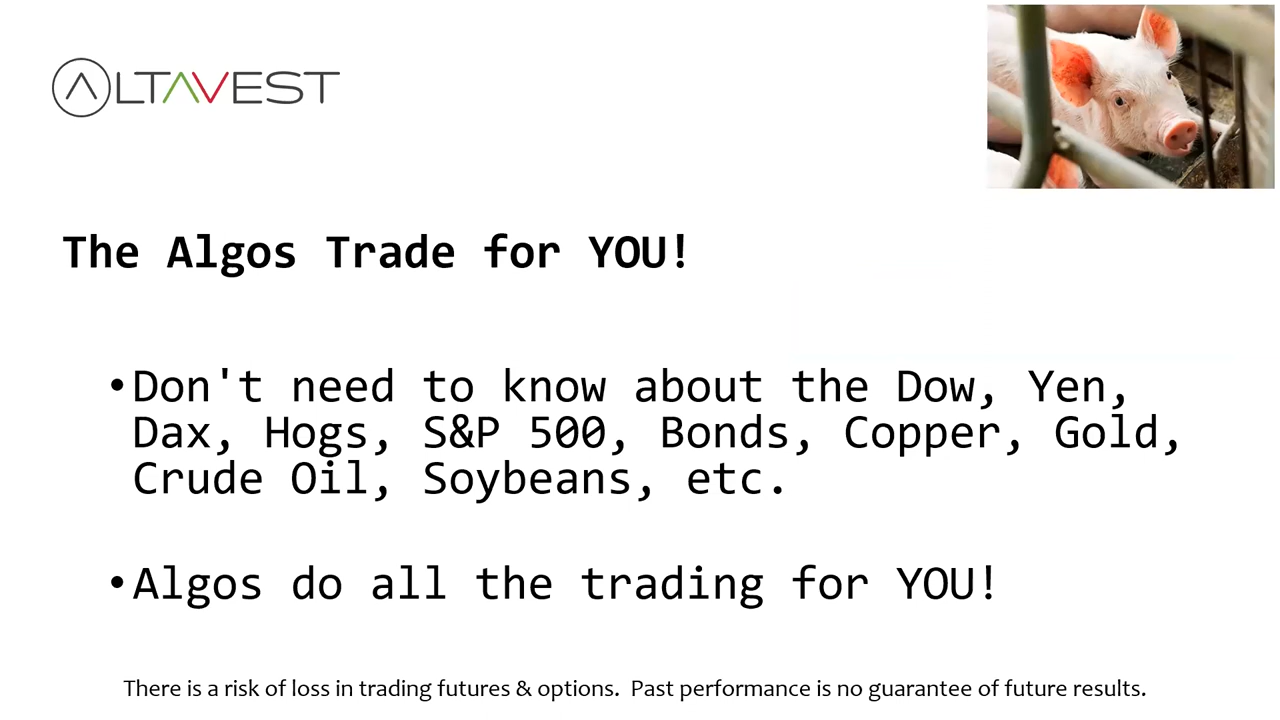 ALTAVEST
The Algos Trade for YOU!
•Don't need to know about the Dow, Yen,
Dax, Hogs, S&P 500, Bonds, Copper, Gold,
Crude Oil, Soybeans, etc.
•Algos do all the trading for YOU!
There is a risk of loss in trading futures & options.  Past performance is no guarantee of future results.